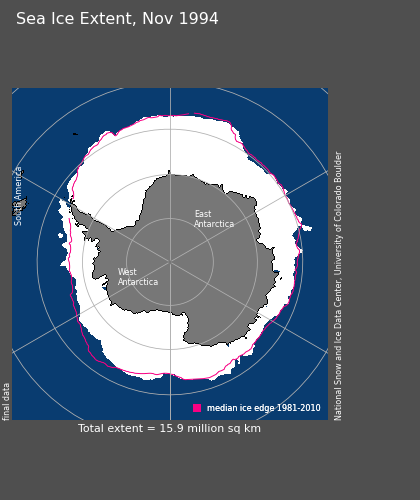 Sea Ice Extent, Nov 1994
South America
East
Antarctica
West
Antarctica
National Snow and Ice Data Center, University of Colorado Boulder
final data
median ice edge 1981-2010
Total extent = 15.9 million sq km